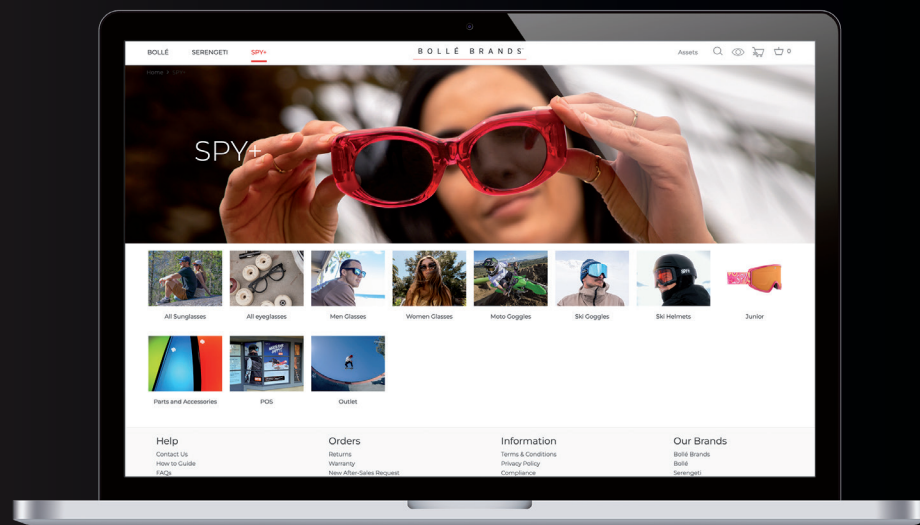 BOLLÉ SERENGETI SPY+ BOLLÉ BRANDS Assets 0
Home > SPY+
SPY+
All Sunglasses All eyeglasses Men Glasses Women Glasses Moto Goggles Ski Goggles Ski Helmets Junior
Parts and Accessories POS Outlet
Help Orders Information Our Brands
Contact Us Returns Terms & Conditions Bollé Brands
How to Guide Warranty Privacy Policy Bollé
FAQs New After-Sales Request Compliance Serengeti